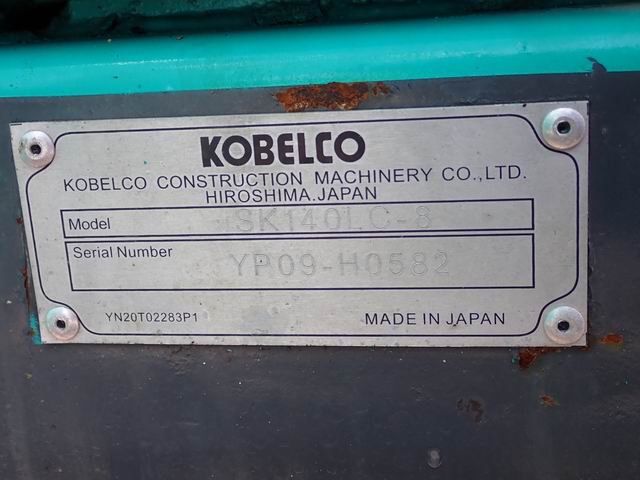 KOBELCO
KOBELCO CONSTRUCTION MACHINERY CO.,LTD.
HIROSHIMA.JAPAN
Model SK140LC-8
Serial Number YP09-H0582
YN20T02283P1 MADE IN JAPAN